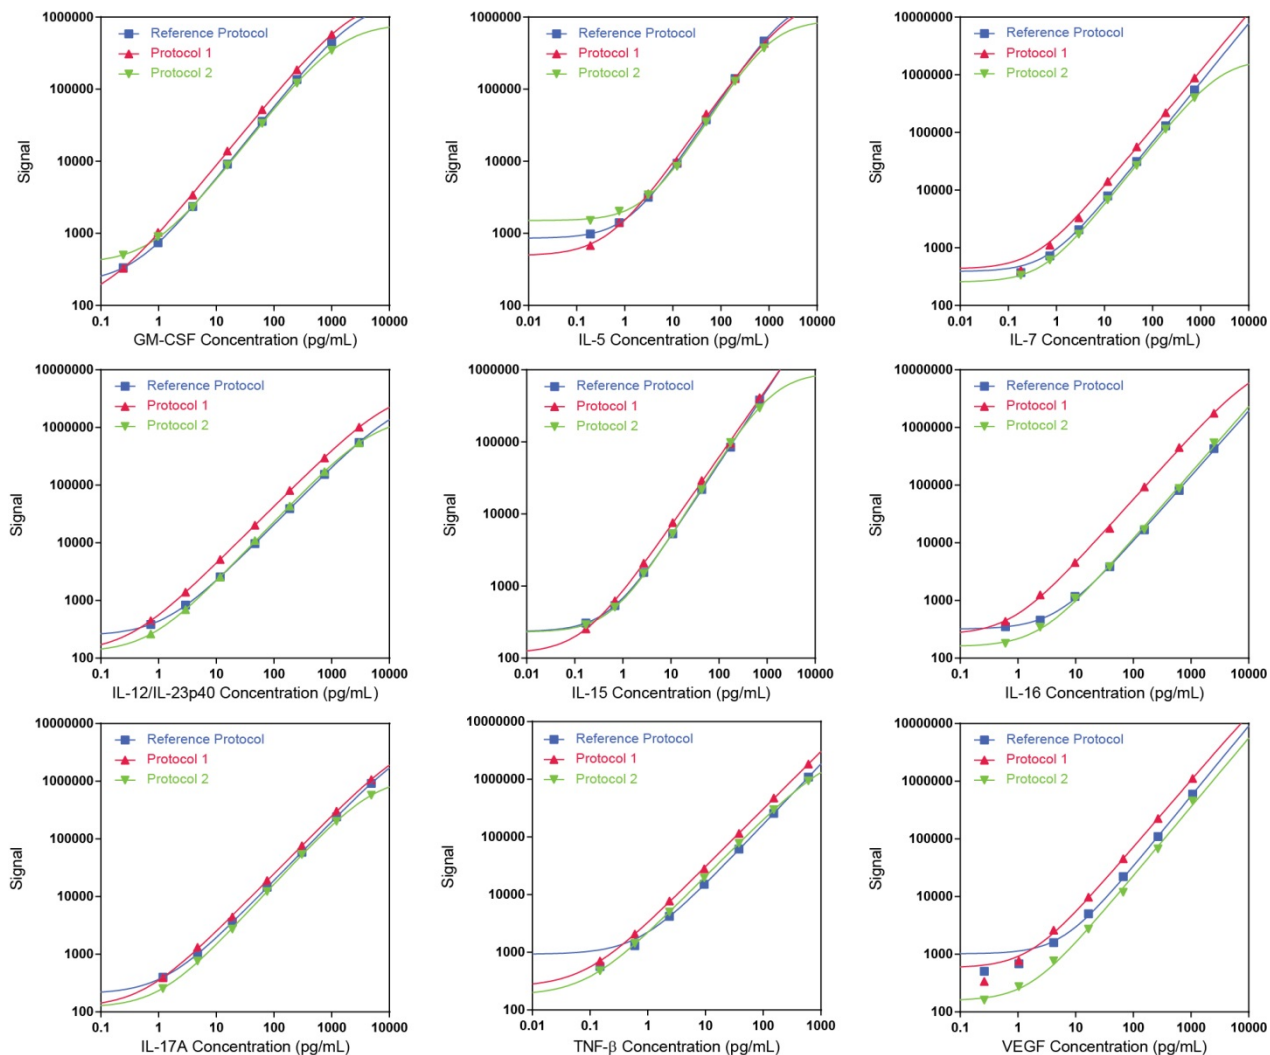 1000000
100000
10000
1000
100
Signal
Reference Protocol
Protocol 1
Protocol 2
0.1 1 10 100 1000 10000
GM-CSF Concentration (pg/mL)
1000000
100000
10000
1000
100
Signal
Reference Protocol
Protocol 1
Protocol 2
0.01 0.1 1 10 100 1000 10000
IL-5 Concentration (pg/mL)
10000000
1000000
100000
10000
1000
100
Signal
Reference Protocol
Protocol 1
Protocol 2
0.01 0.1 1 10 100 1000 10000
IL-7 Concentration (pg/mL)
10000000
1000000
100000
10000
1000
100
Signal
Reference Protocol
Protocol 1
Protocol 2
0.1 1 10 100 1000 10000
IL-12/IL-23p40 Concentration (pg/mL)
1000000
100000
10000
1000
100
Signal
Reference Protocol
Protocol 1
Protocol 2
0.01 0.1 1 10 100 1000 10000
IL-15 Concentration (pg/mL)
10000000
1000000
100000
10000
1000
100
Signal
Reference Protocol
Protocol 1
Protocol 2
0.1 1 10 100 1000 10000
IL-16 Concentration (pg/mL)
10000000
1000000
100000
10000
1000
100
Signal
Reference Protocol
Protocol 1
Protocol 2
0.1 1 10 100 1000 10000
IL-17A Concentration (pg/mL)
10000000
1000000
100000
10000
1000
100
Signal
Reference Protocol
Protocol 1
Protocol 2
0.01 0.1 1 10 100 1000
TNF-β Concentration (pg/mL)
10000000
1000000
100000
10000
1000
100
Signal
Reference Protocol
Protocol 1
Protocol 2
0.1 1 10 100 1000 10000
VEGF Concentration (pg/mL)